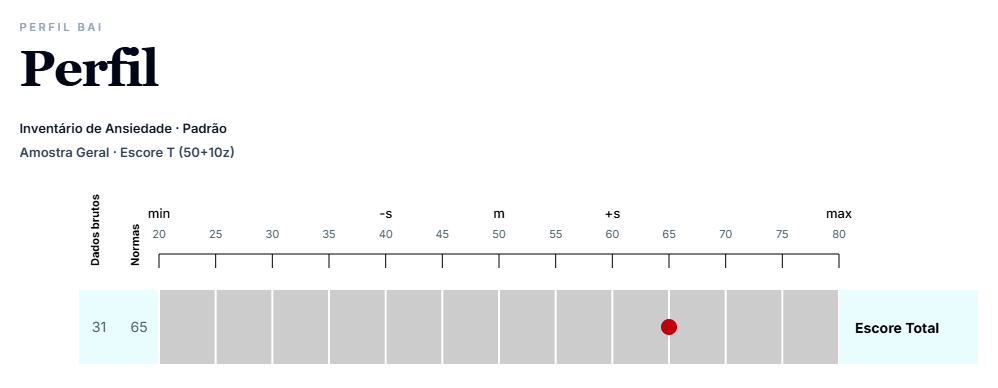 PERFIL BAI
Perfil
Inventário de Ansiedade · Padrão
Amostra Geral · Escore T (50+10z)
Dados brutos
Normas
min -s m +s max
20 25 30 35 40 45 50 55 60 65 70 75 80
31 65 Escore Total